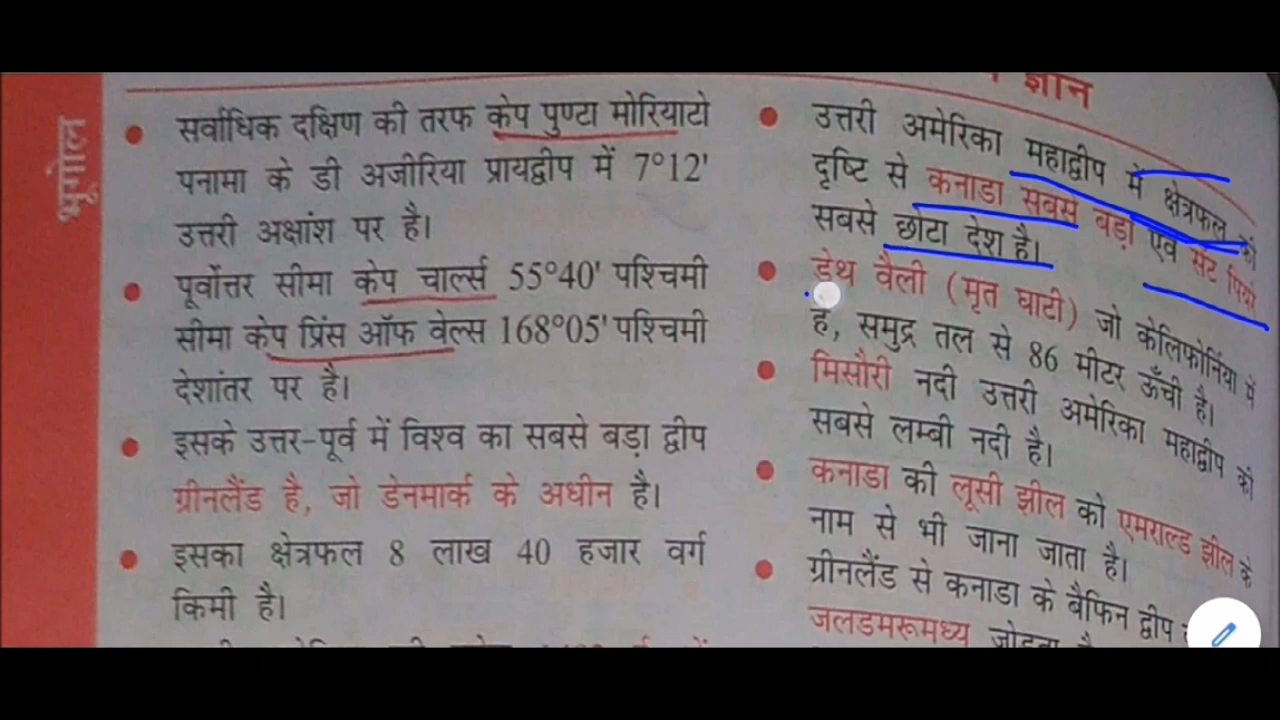 ज्ञान
भूगोल
सर्वाधिक दक्षिण की तरफ केप पुण्टा मोरियाटो
पनामा के डी अजीरिया प्रायद्वीप में 7°12'
उत्तरी अक्षांश पर है।
पूर्वोत्तर सीमा केप चार्ल्स 55°40' पश्चिमी
सीमा केप प्रिंस ऑफ वेल्स 168°05' पश्चिमी
देशांतर पर है।
इसके उत्तर-पूर्व में विश्व का सबसे बड़ा द्वीप
ग्रीनलैंड है, जो डेनमार्क के अधीन है।
इसका क्षेत्रफल 8 लाख 40 हजार वर्ग
किमी है।
उत्तरी अमेरिका महाद्वीप में क्षेत्रफल की
दृष्टि से कनाडा सबसे बड़ा एवं सेंट पियरे
सबसे छोटा देश है।
डेथ वैली (मृत घाटी) जो केलिफोर्निया में
है, समुद्र तल से 86 मीटर ऊँची है।
मिसौरी नदी उत्तरी अमेरिका महाद्वीप की
सबसे लम्बी नदी है।
कनाडा की लूसी झील को एमराल्ड झील के
नाम से भी जाना जाता है।
ग्रीनलैंड से कनाडा के बैफिन द्वीप
जलडमरूमध्य जोड़ता है